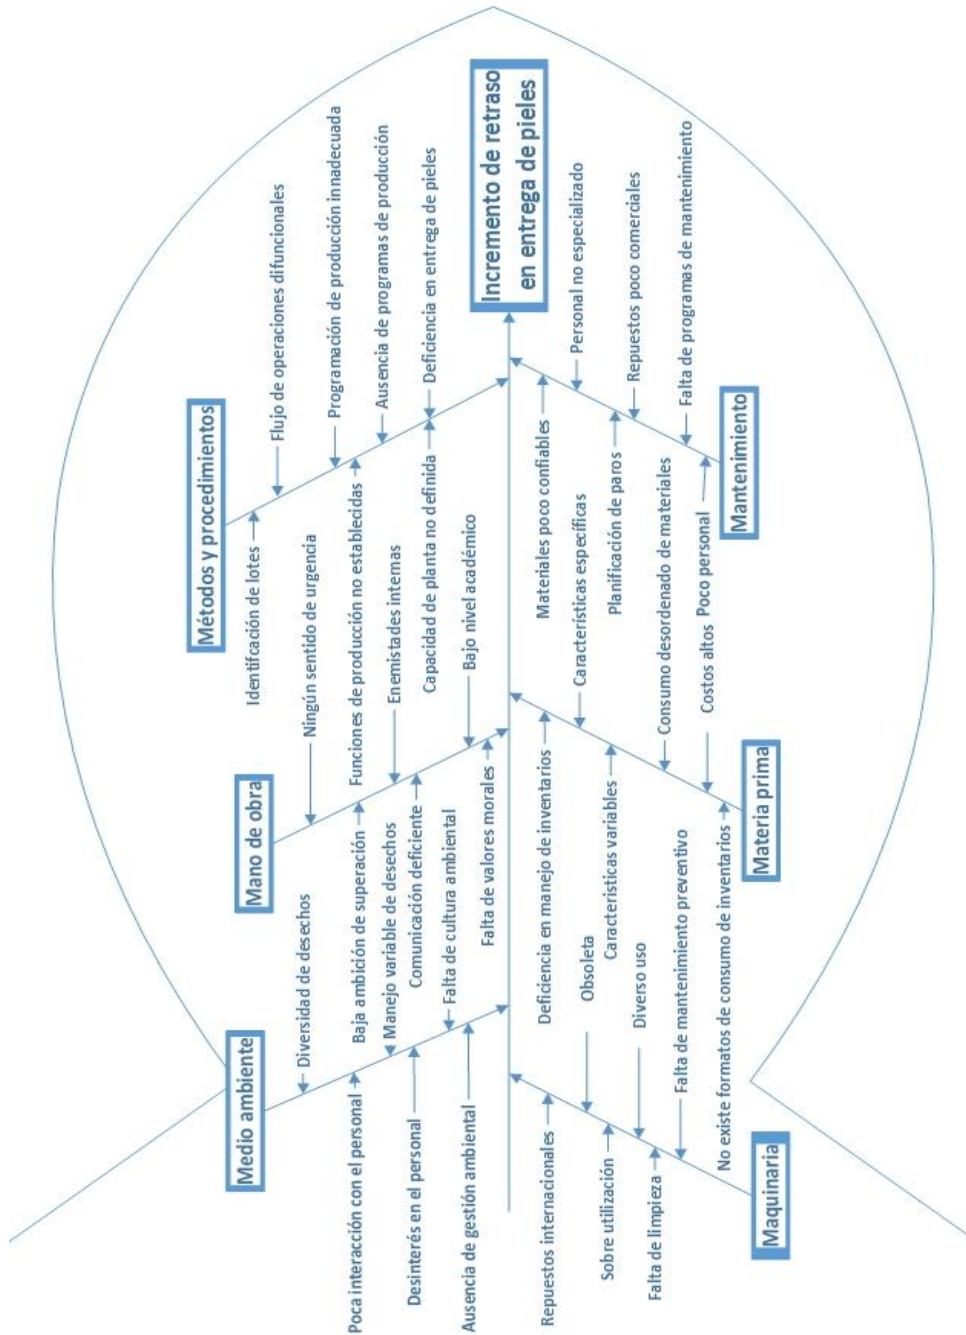 Medio ambiente
Diversidad de desechos
Poca interacción con el personal
Manejo variable de desechos
Desinterés en el personal
Falta de cultura ambiental
Ausencia de gestión ambiental
Mano de obra
Ningún sentido de urgencia
Baja ambición de superación
Enemistades internas
Comunicación deficiente
Bajo nivel académico
Falta de valores morales
Métodos y procedimientos
Identifcación de lotes
Flujo de operaciones difuncionales
Programación de producción innadecuada
Funciones de producción no establecidas
Ausencia de programas de producción
Capacidad de planta no definida
Deficiencia en entrega de pieles
Incremento de retraso
en entrega de pieles
Repuestos internacionales
Obsoleta
Sobre utilización
Diverso uso
Falta de limpieza
Falta de mantenimiento preventivo
Maquinaria
Deficiencia en manejo de inventarios
Características específicas
Características variables
Consumo desordenado de materiales
Costos altos
No existe formatos de consumo de inventarios
Materia prima
Materiales poco confiables
Personal no especializado
Planificación de paros
Repuestos poco comerciales
Falta de programas de mantenimiento
Poco personal
Mantenimiento